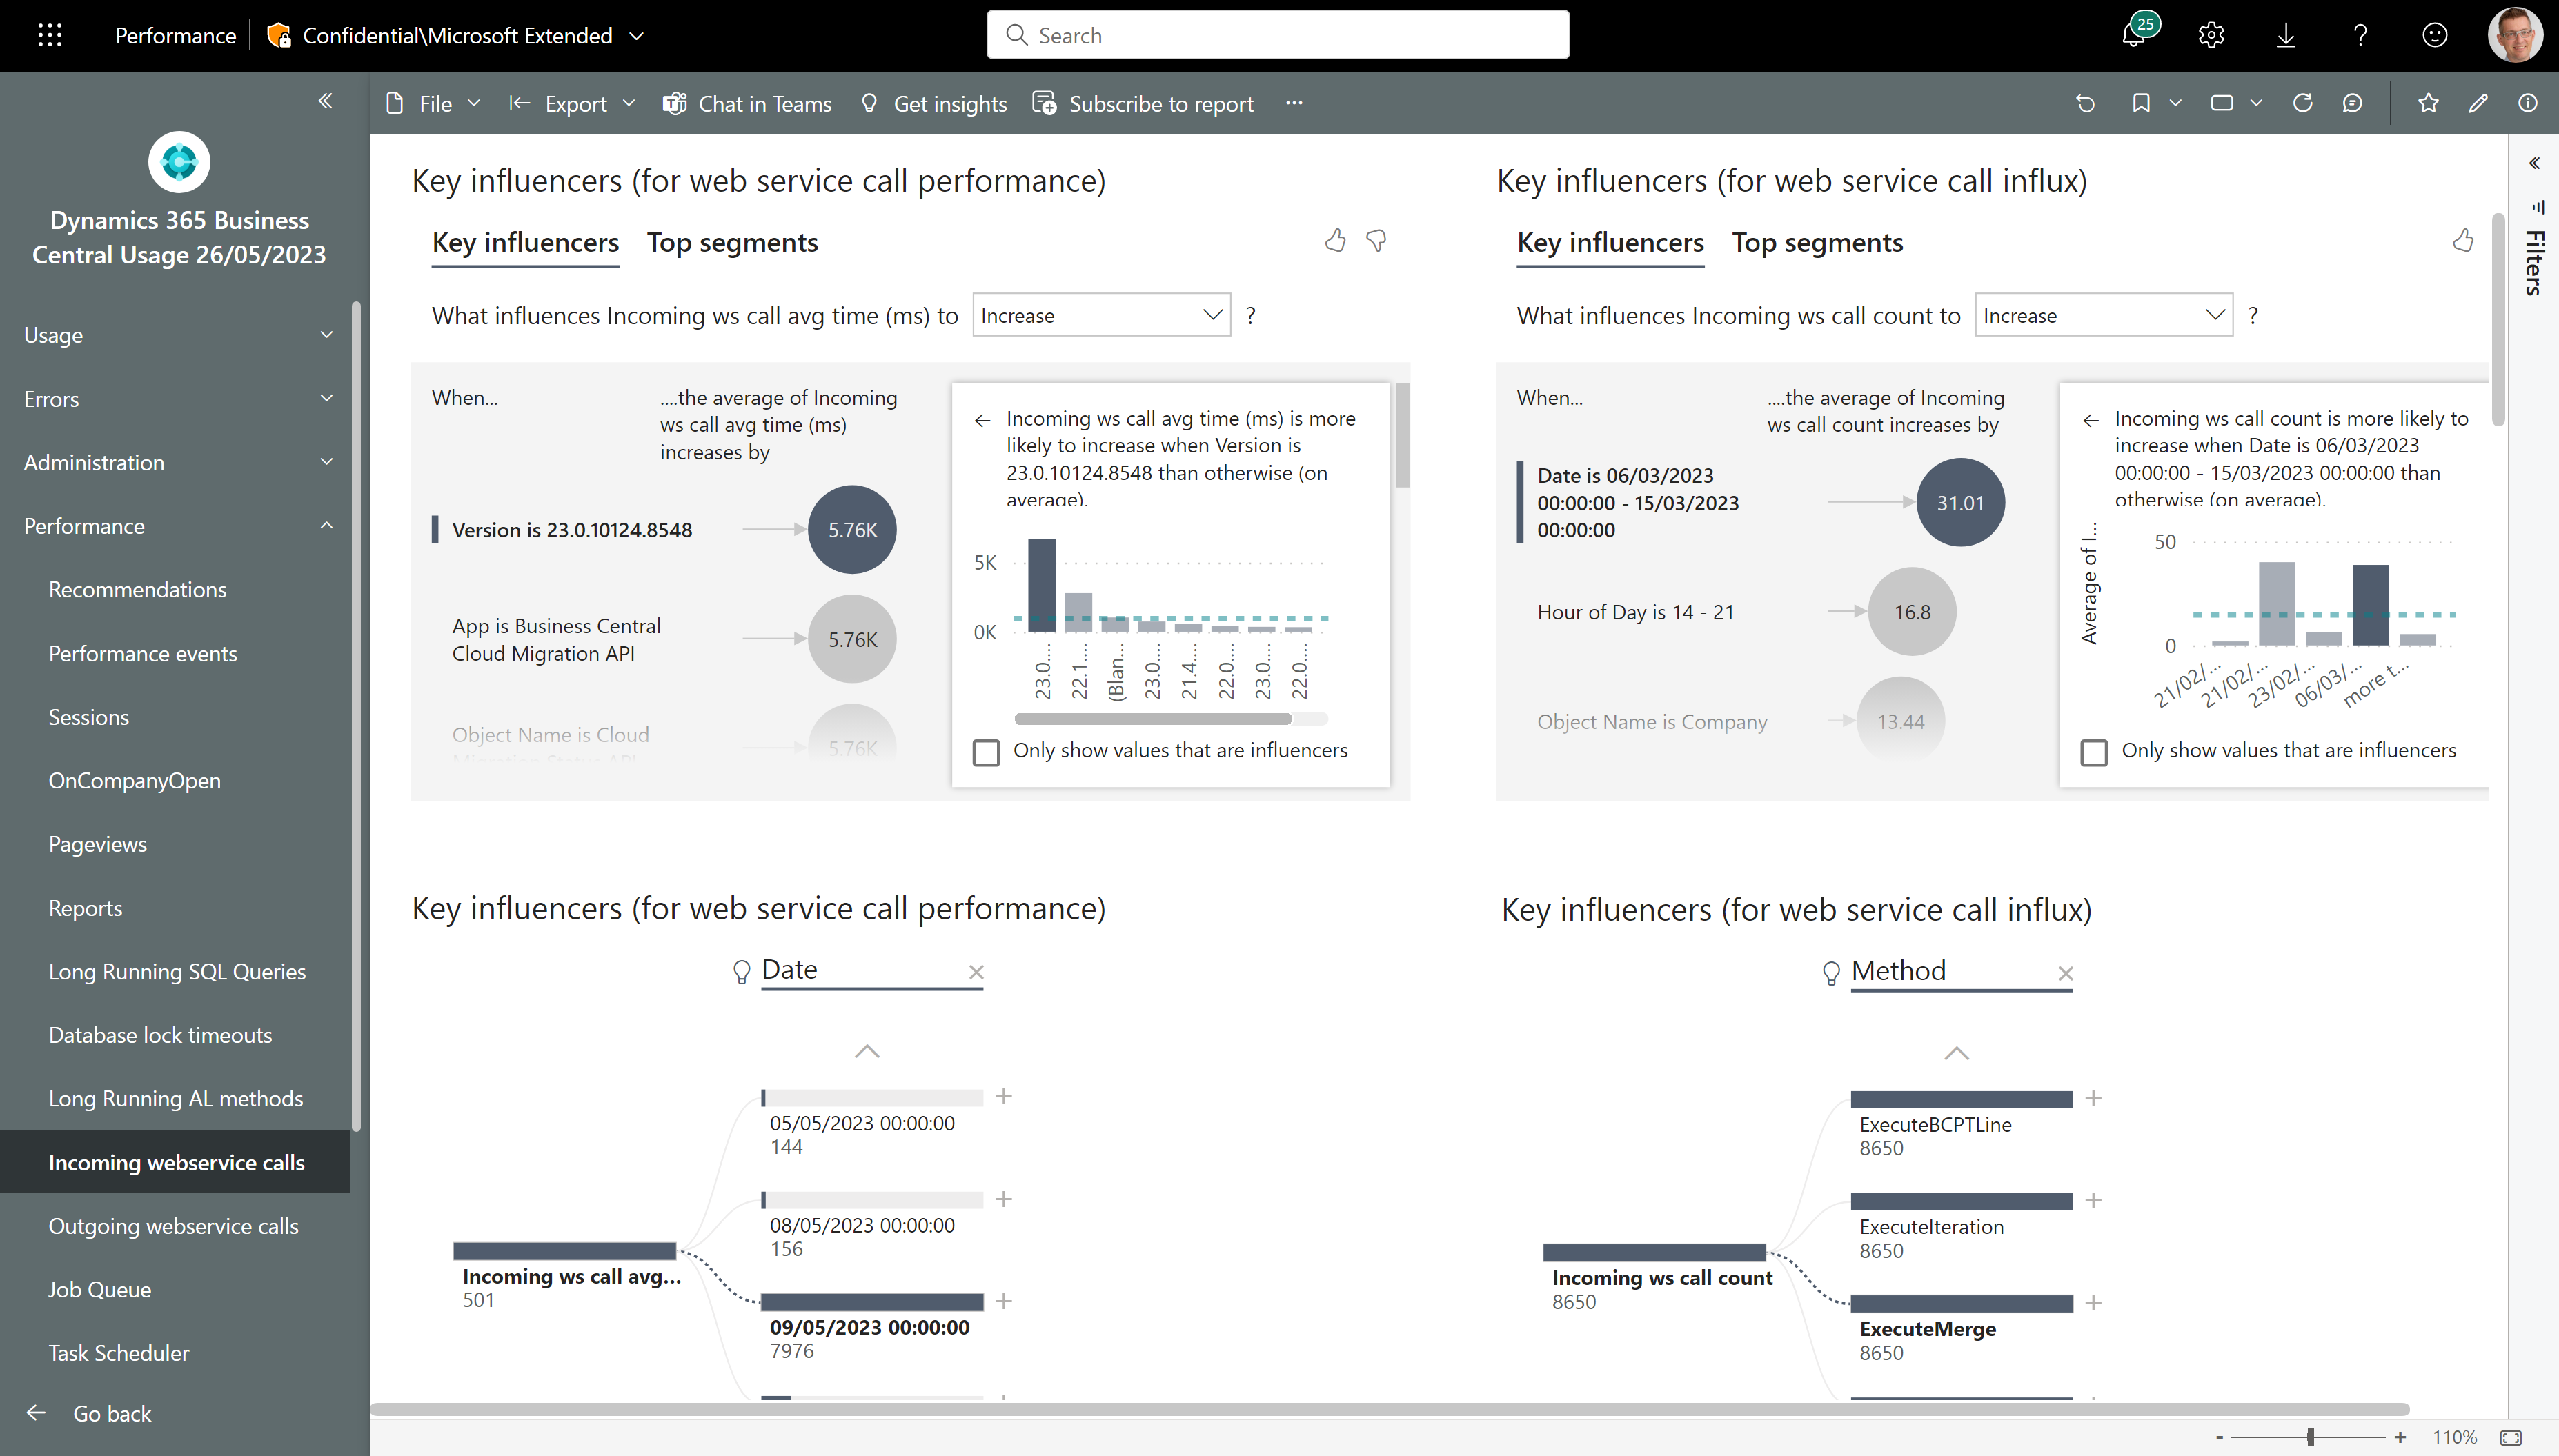 Performance
Confidential\Microsoft Extended
Search
25
File
Export
Chat in Teams
Get insights
Subscribe to report
Dynamics 365 Business
Central Usage 26/05/2023
Usage
Errors
Administration
Performance
Recommendations
Performance events
Sessions
OnCompanyOpen
Pageviews
Reports
Long Running SQL Queries
Database lock timeouts
Long Running AL methods
Incoming webservice calls
Outgoing webservice calls
Job Queue
Task Scheduler
Go back
Key influencers (for web service call performance)
Key influencers Top segments
What influences Incoming ws call avg time (ms) to Increase ?
When...
....the average of Incoming
ws call avg time (ms)
increases by
Version is 23.0.10124.8548
5.76K
App is Business Central
Cloud Migration API
5.76K
Object Name is Cloud
Migration Status API
5.76K
Incoming ws call avg time (ms) is more
likely to increase when Version is
23.0.10124.8548 than otherwise (on
average).
5K
0K
23.0....
22.1....
(Blan...
23.0....
21.4....
22.0....
23.0....
22.0....
Only show values that are influencers
Key influencers (for web service call influx)
Key influencers Top segments
What influences Incoming ws call count to Increase ?
When...
....the average of Incoming
ws call count increases by
Date is 06/03/2023
00:00:00 - 15/03/2023
00:00:00
31.01
Hour of Day is 14 - 21
16.8
Object Name is Company
13.44
Incoming ws call count is more likely to
increase when Date is 06/03/2023
00:00:00 - 15/03/2023 00:00:00 than
otherwise (on average).
Average of I...
50
0
21/02/...
21/02/...
23/02/...
06/03/...
more t...
Only show values that are influencers
Filters
Key influencers (for web service call performance)
Date
05/05/2023 00:00:00
144
08/05/2023 00:00:00
156
Incoming ws call avg...
501
09/05/2023 00:00:00
7976
Key influencers (for web service call influx)
Method
ExecuteBCPTLine
8650
ExecuteIteration
8650
Incoming ws call count
8650
ExecuteMerge
8650
- + 110%